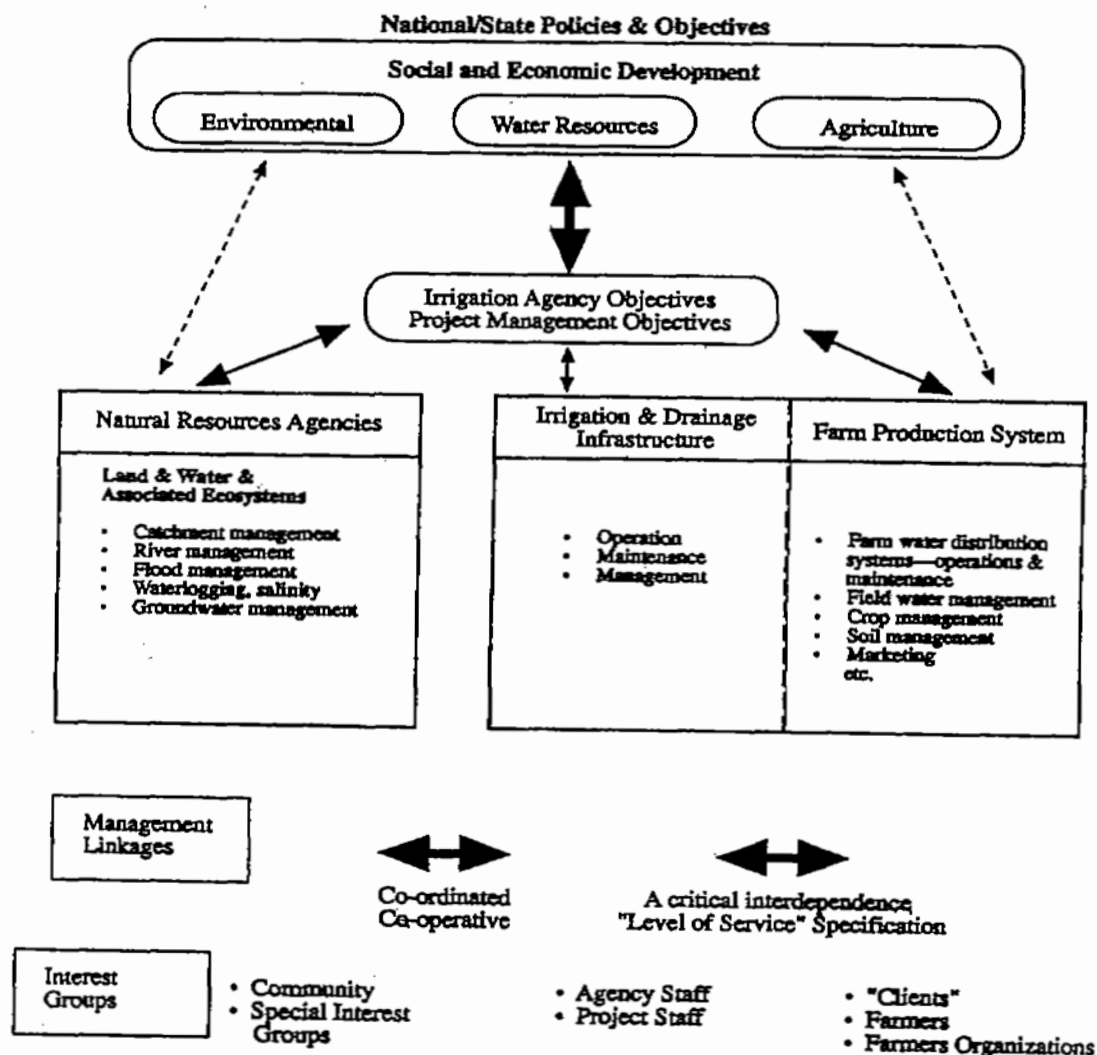 National/State Policies & Objectives
Social and Economic Development
Environmental
Water Resources
Agriculture
Irrigation Agency Objectives
Project Management Objectives
Natural Resources Agencies
Land & Water &
Associated Ecosystems
• Catchment management
• River management
• Flood management
• Waterlogging, salinity
• Groundwater management
Irrigation & Drainage
Infrastructure
• Operation
• Maintenance
• Management
Farm Production System
• Farm water distribution
systems—operations &
maintenance
• Field water management
• Crop management
• Soil management
• Marketing
etc.
Management
Linkages
Co-ordinated
Co-operative
A critical interdependence
"Level of Service" Specification
Interest
Groups
• Community
• Special Interest
Groups
• Agency Staff
• Project Staff
• "Clients"
• Farmers
• Farmers Organizations